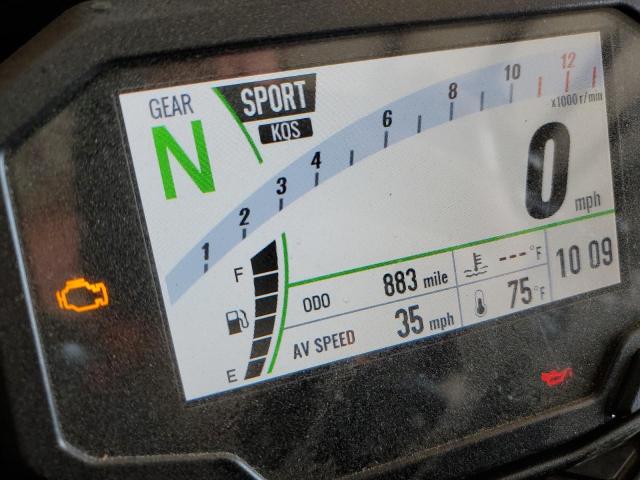 GEAR SPORT
N KQS
1 2 3 4 6 8 10 12
x1000 r/min
0 mph
F
E
ODO 883 mile
AV SPEED 35 mph
--- °F
75 °F
10 09